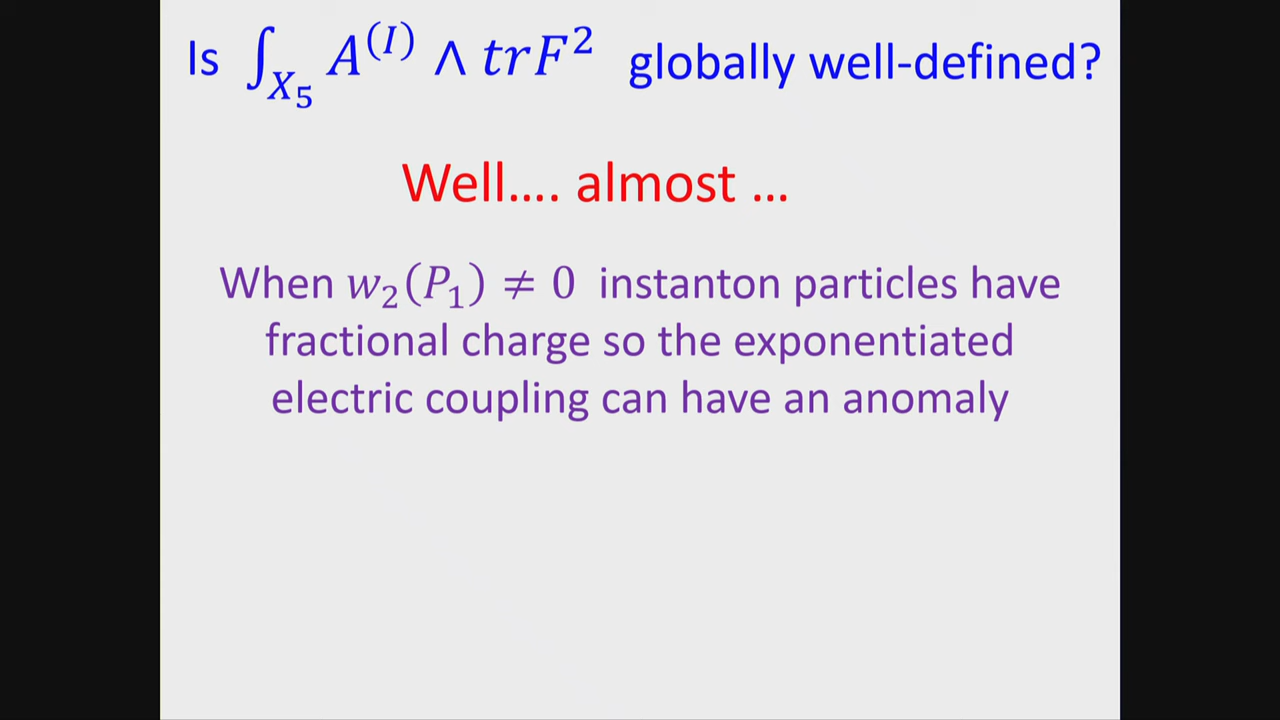 Is ∫_{X_5} A^{(I)} ∧ trF^2 globally well-defined?
Well…. almost …
When w_2(P_1) ≠ 0 instanton particles have
fractional charge so the exponentiated
electric coupling can have an anomaly